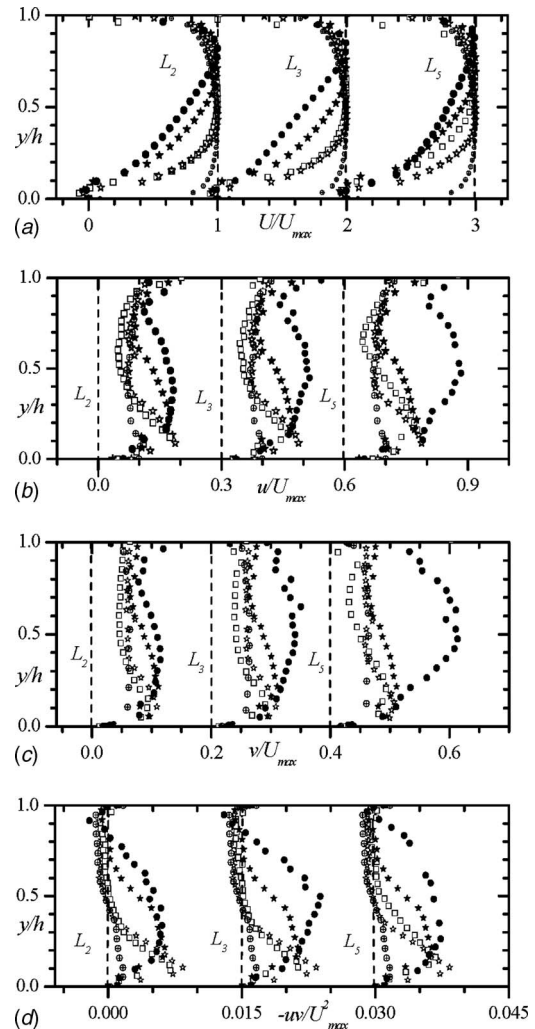 1.0
L2 L3 L5
0.5
y/h
0.0
0 1 2 3
(a) U/Umax
1.0
0.5
y/h
L2 L3 L5
0.0
0.0 0.3 0.6 0.9
(b) u/Umax
1.0
0.5
L2 L3 L5
y/h
0.0
0.0 0.2 0.4 0.6
(c) v/Umax
1.0
0.5
y/h
L2 L3 L5
0.0
0.000 0.015 0.030 0.045
(d) -uv/U²max